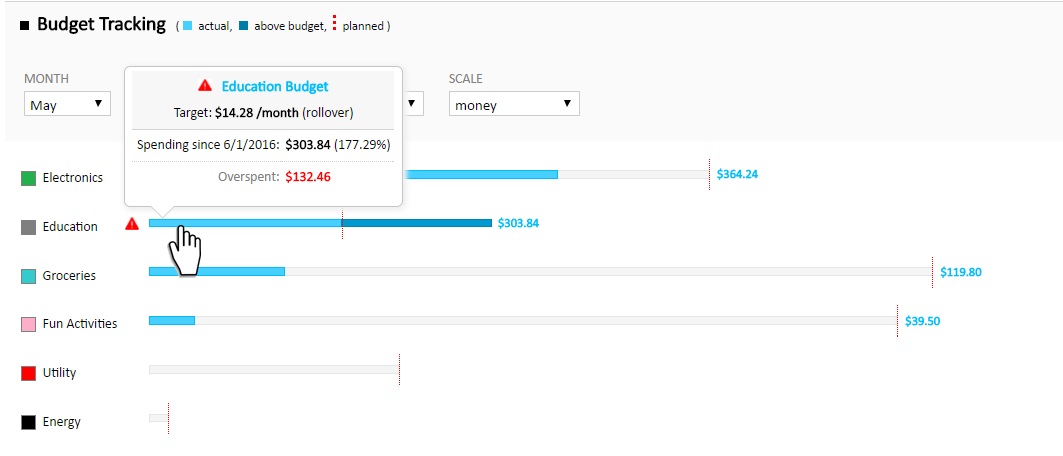 Budget Tracking ( actual, above budget, planned )
MONTH
SCALE
May
money
Education Budget
Target: $14.28 /month (rollover)
Spending since 6/1/2016: $303.84 (177.29%)
Overspent: $132.46
Electronics
$364.24
Education
$303.84
Groceries
$119.80
Fun Activities
$39.50
Utility
Energy